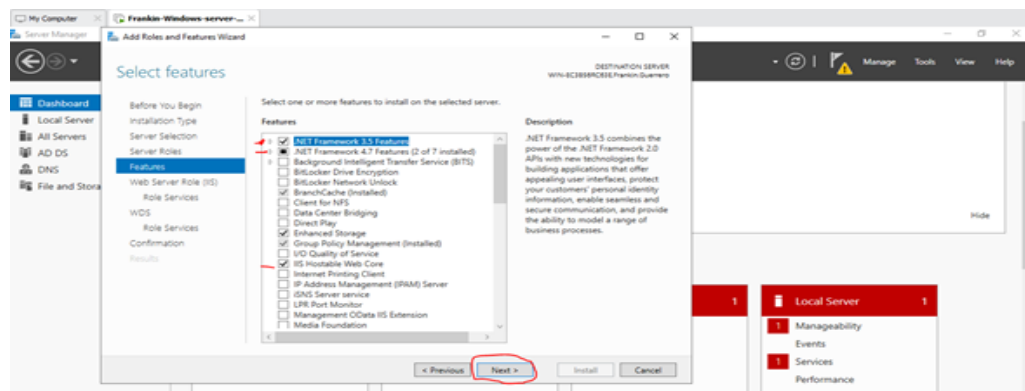 My Computer
Frankin-Windows-server-...
Server Manager
Add Roles and Features Wizard
Manage Tools View Help
Select features
DESTINATION SERVER
Dashboard
Local Server
All Servers
AD DS
DNS
File and Stora
Before You Begin
Installation Type
Server Selection
Server Roles
Features
Web Server Role (IIS)
Role Services
WDS
Role Services
Confirmation
Results
Select one or more features to install on the selected server.
Features
.NET Framework 3.5 Features
.NET Framework 4.7 Features (2 of 7 installed)
Background Intelligent Transfer Service (BITS)
BitLocker Drive Encryption
BitLocker Network Unlock
BranchCache (Installed)
Client for NFS
Data Center Bridging
Direct Play
Enhanced Storage
Group Policy Management (Installed)
I/O Quality of Service
IIS Hostable Web Core
Internet Printing Client
IP Address Management (IPAM) Server
iSNS Server service
LPR Port Monitor
Management OData IIS Extension
Media Foundation
Description
.NET Framework 3.5 combines the
power of the .NET Framework 2.0
APIs with new technologies for
building applications that offer
appealing user interfaces, protect
your customers' personal identity
information, enable seamless and
secure communication, and provide
the ability to model a range of
business processes.
Hide
< Previous Next > Install Cancel
1
Local Server 1
1 Manageability
Events
1 Services
Performance